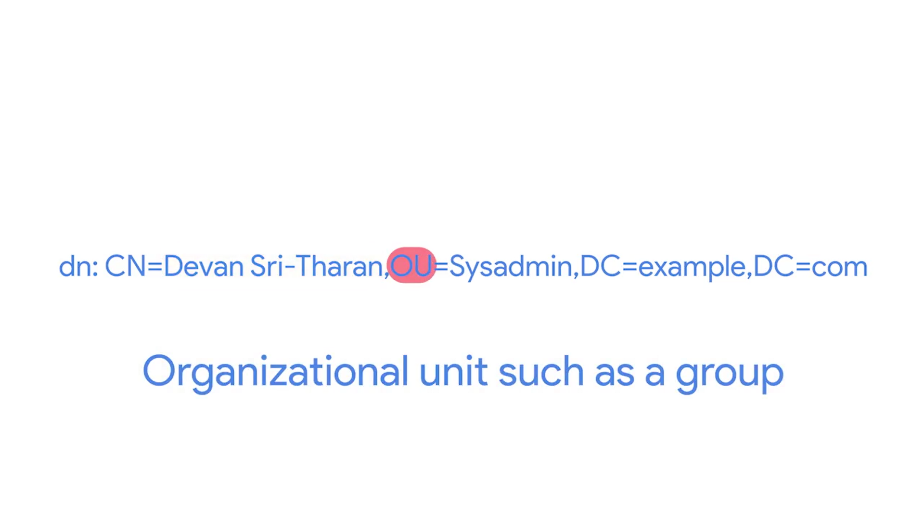 dn: CN=Devan Sri-Tharan,OU=Sysadmin,DC=example,DC=com
Organizational unit such as a group